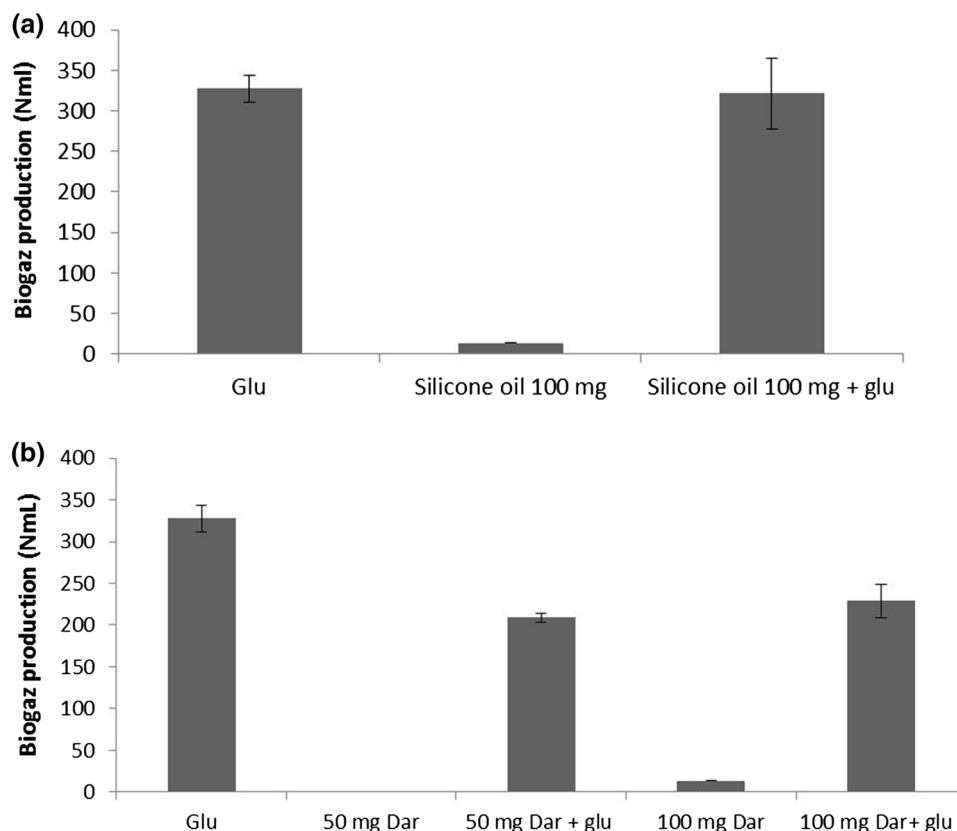 (a)
Biogaz production (Nml)
400
350
300
250
200
150
100
50
0
Glu
Silicone oil 100 mg
Silicone oil 100 mg + glu
(b)
Biogaz production (NmL)
400
350
300
250
200
150
100
50
0
Glu
50 mg Dar
50 mg Dar + glu
100 mg Dar
100 mg Dar+ glu